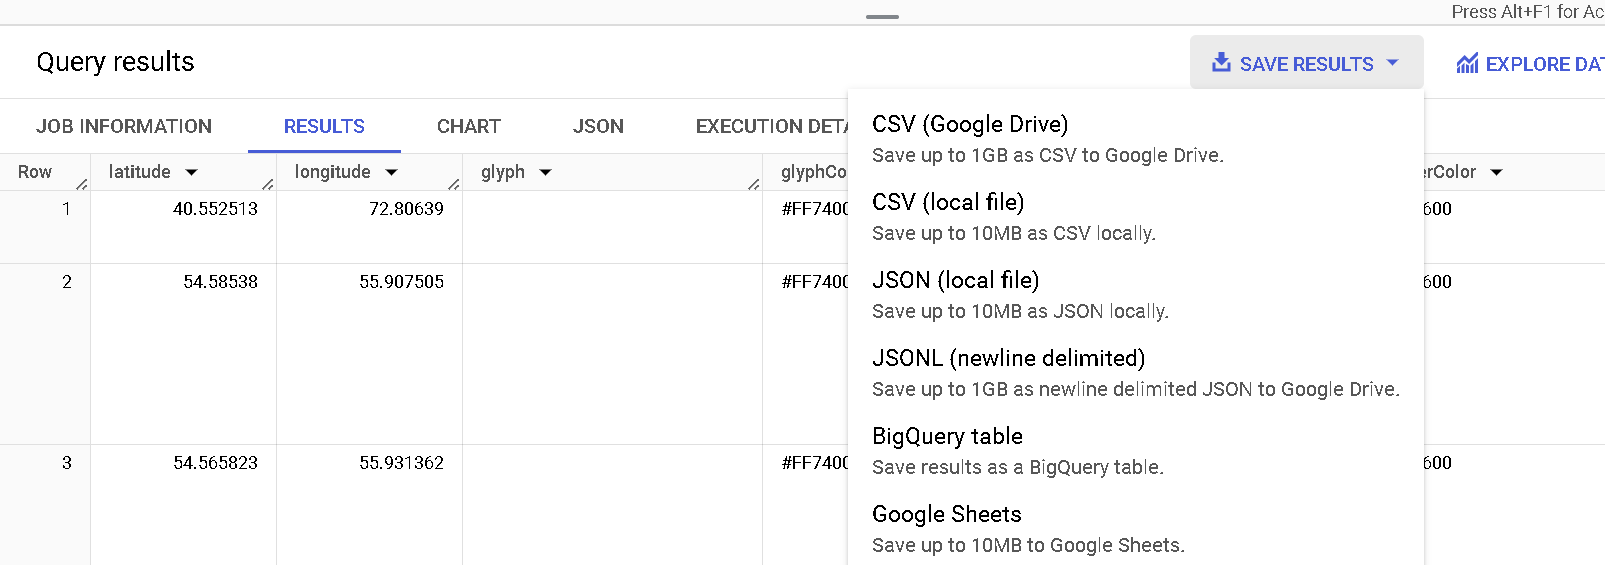 Press Alt+F1 for Ac
Query results
SAVE RESULTS
EXPLORE DAT
JOB INFORMATION RESULTS CHART JSON EXECUTION DETA
Row latitude longitude glyph glyphCo erColor
1 40.552513 72.80639 #FF7400 600
2 54.58538 55.907505 #FF7400 600
3 54.565823 55.931362 #FF7400 600
CSV (Google Drive)
Save up to 1GB as CSV to Google Drive.
CSV (local file)
Save up to 10MB as CSV locally.
JSON (local file)
Save up to 10MB as JSON locally.
JSONL (newline delimited)
Save up to 1GB as newline delimited JSON to Google Drive.
BigQuery table
Save results as a BigQuery table.
Google Sheets
Save up to 10MB to Google Sheets.